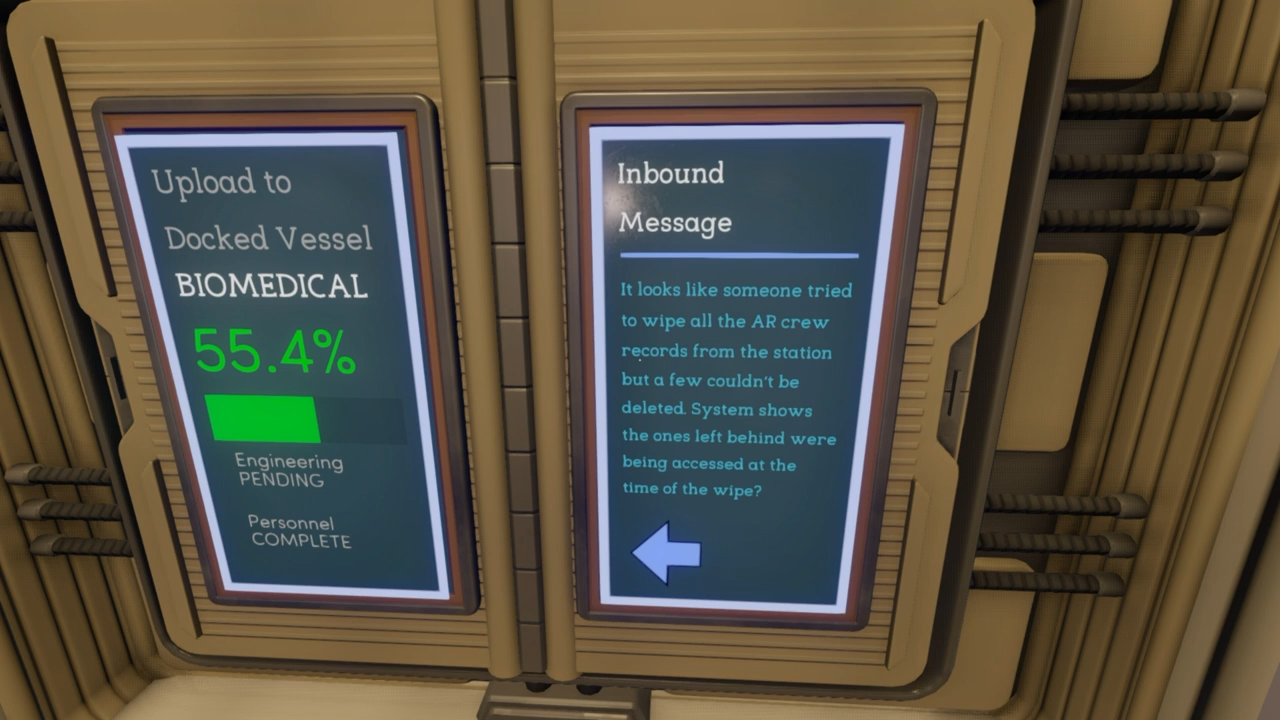 Upload to
Docked Vessel
BIOMEDICAL
55.4%
Engineering
PENDING
Personnel
COMPLETE
Inbound
Message
It looks like someone tried
to wipe all the AR crew
records from the station
but a few couldn't be
deleted. System shows
the ones left behind were
being accessed at the
time of the wipe?